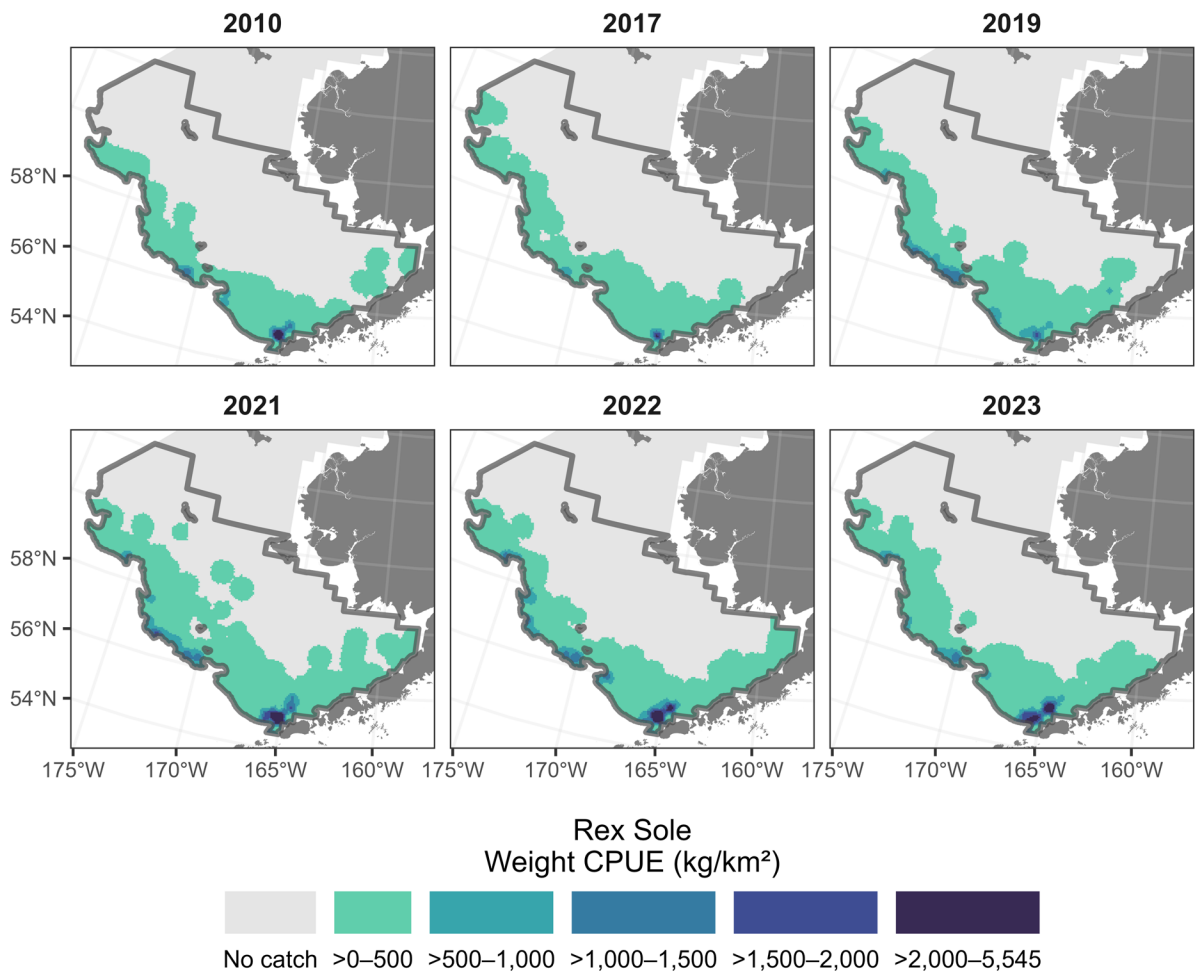 2010 2017 2019
58°N
56°N
54°N
2021 2022 2023
58°N
56°N
54°N
175°W 170°W 165°W 160°W 175°W 170°W 165°W 160°W 175°W 170°W 165°W 160°W
Rex Sole
Weight CPUE (kg/km²)
No catch >0–500 >500–1,000 >1,000–1,500 >1,500–2,000 >2,000–5,545